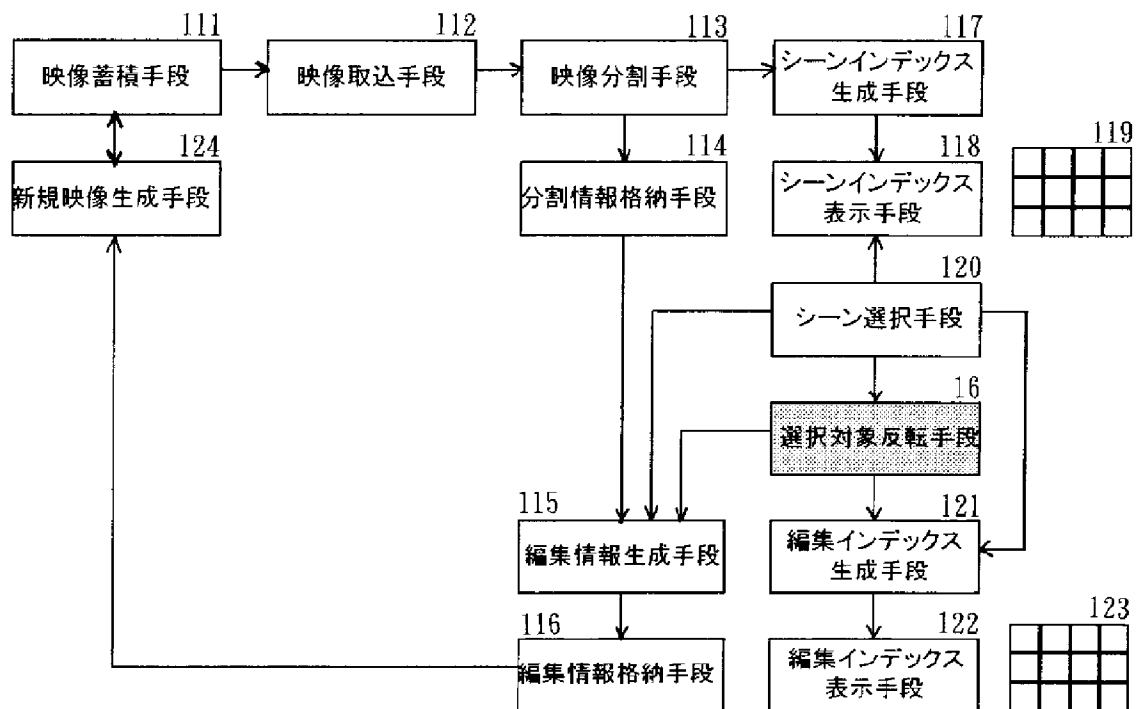 111
映像蓄積手段
112
映像取込手段
113
映像分割手段
117
シーンインデックス
生成手段
124
新規映像生成手段
114
分割情報格納手段
118
シーンインデックス
表示手段
119
120
シーン選択手段
16
選択対象反転手段
115
編集情報生成手段
121
編集インデックス
生成手段
116
編集情報格納手段
122
編集インデックス
表示手段
123